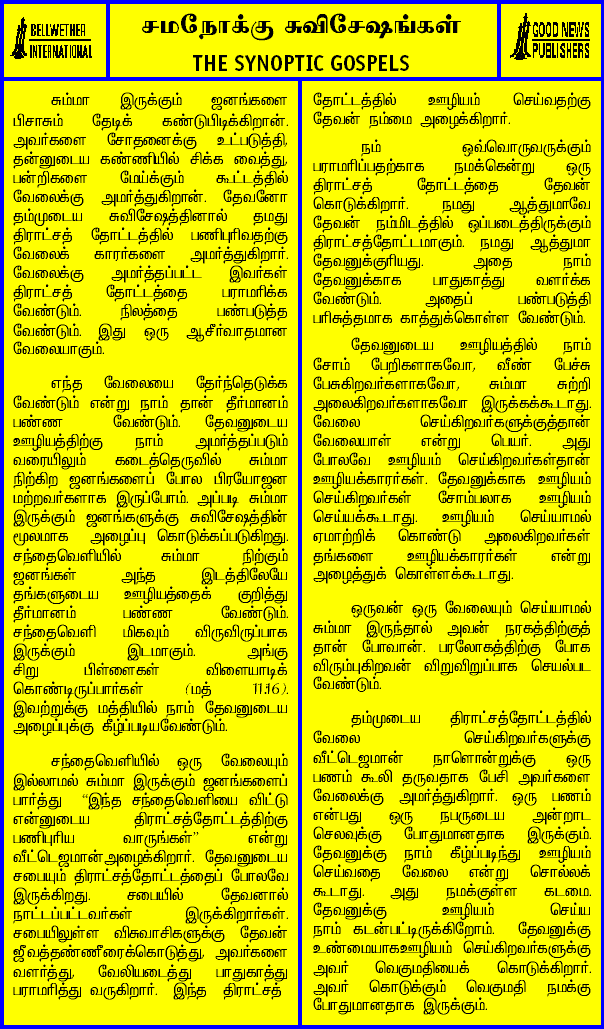 BELLWETHER
INTERNATIONAL
சமநோக்கு சுவிசேஷங்கள்
THE SYNOPTIC GOSPELS
GOOD NEWS
PUBLISHERS
சும்மா இருக்கும் ஜனங்களை
பிசாசும் தேடிக் கண்டுபிடிக்கிறான்.
அவர்களை சோதனைக்கு உட்படுத்தி,
தன்னுடைய கண்ணியில் சிக்க வைத்து,
பன்றிகளை மேய்க்கும் கூட்டத்தில்
வேலைக்கு அமர்த்துகிறான். தேவனோ
தம்முடைய சுவிசேஷத்தினால் தமது
திராட்சத் தோட்டத்தில் பணிபுரிவதற்கு
வேலைக் காரர்களை அமர்த்துகிறார்.
வேலைக்கு அமர்த்தப்பட்ட இவர்கள்
திராட்சத் தோட்டத்தை பராமரிக்க
வேண்டும். நிலத்தை பண்படுத்த
வேண்டும். இது ஒரு ஆசீர்வாதமான
வேலையாகும்.
எந்த வேலையை தேர்ந்தெடுக்க
வேண்டும் என்று நாம் தான் தீர்மானம்
பண்ண வேண்டும். தேவனுடைய
ஊழியத்திற்கு நாம் அமர்த்தப்படும்
வரையிலும் கடைத்தெருவில் சும்மா
நிற்கிற ஜனங்களைப் போல பிரயோஜன
மற்றவர்களாக இருப்போம். அப்படி சும்மா
இருக்கும் ஜனங்களுக்கு சுவிசேஷத்தின்
மூலமாக அழைப்பு கொடுக்கப்படுகிறது.
சந்தைவெளியில் சும்மா நிற்கும்
ஜனங்கள் அந்த இடத்திலேயே
தங்களுடைய ஊழியத்தைக் குறித்து
தீர்மானம் பண்ண வேண்டும்.
சந்தைவெளி மிகவும் விருவிருப்பாக
இருக்கும் இடமாகும். அங்கு
சிறு பிள்ளைகள் விளையாடிக்
கொண்டிருப்பார்கள் (மத் 11:16).
இவற்றுக்கு மத்தியில் நாம் தேவனுடைய
அழைப்புக்கு கீழ்ப்படியவேண்டும்.
சந்தைவெளியில் ஒரு வேலையும்
இல்லாமல் சும்மா இருக்கும் ஜனங்களைப்
பார்த்து “இந்த சந்தைவெளியை விட்டு
என்னுடைய திராட்சத்தோட்டத்திற்கு
பணிபுரிய வாருங்கள்” என்று
வீட்டெஜமான்அழைக்கிறார். தேவனுடைய
சபையும் திராட்சத்தோட்டத்தைப் போலவே
இருக்கிறது. சபையில் தேவனால்
நாட்டப்பட்டவர்கள் இருக்கிறார்கள்.
சபையிலுள்ள விசுவாசிகளுக்கு தேவன்
ஜீவத்தண்ணீரைக்கொடுத்து, அவர்களை
வளர்த்து, வேலியடைத்து பாதுகாத்து
பராமரித்து வருகிறார். இந்த திராட்சத்
தோட்டத்தில் ஊழியம் செய்வதற்கு
தேவன் நம்மை அழைக்கிறார்.
நம் ஒவ்வொருவருக்கும்
பராமரிப்பதற்காக நமக்கென்று ஒரு
திராட்சத் தோட்டத்தை தேவன்
கொடுக்கிறார். நமது ஆத்துமாவே
தேவன் நம்மிடத்தில் ஒப்படைத்திருக்கும்
திராட்சத்தோட்டமாகும். நமது ஆத்துமா
தேவனுக்குரியது. அதை நாம்
தேவனுக்காக பாதுகாத்து வளர்க்க
வேண்டும். அதைப் பண்படுத்தி
பரிசுத்தமாக காத்துக்கொள்ள வேண்டும்.
தேவனுடைய ஊழியத்தில் நாம்
சோம் பேறிகளாகவோ, வீண் பேச்சு
பேசுகிறவர்களாகவோ, சும்மா சுற்றி
அலைகிறவர்களாகவோ இருக்கக்கூடாது.
வேலை செய்கிறவர்களுக்குத்தான்
வேலையாள் என்று பெயர். அது
போலவே ஊழியம் செய்கிறவர்கள்தான்
ஊழியக்காரர்கள். தேவனுக்காக ஊழியம்
செய்கிறவர்கள் சோம்பலாக ஊழியம்
செய்யக்கூடாது. ஊழியம் செய்யாமல்
ஏமாற்றிக் கொண்டு அலைகிறவர்கள்
தங்களை ஊழியக்காரர்கள் என்று
அழைத்துக் கொள்ளக்கூடாது.
ஒருவன் ஒரு வேலையும் செய்யாமல்
சும்மா இருந்தால் அவன் நரகத்திற்குத்
தான் போவான். பரலோகத்திற்கு போக
விரும்புகிறவன் விறுவிறுப்பாக செயல்பட
வேண்டும்.
தம்முடைய திராட்சத்தோட்டத்தில்
வேலை செய்கிறவர்களுக்கு
வீட்டெஜமான் நாளொன்றுக்கு ஒரு
பணம் கூலி தருவதாக பேசி அவர்களை
வேலைக்கு அமர்த்துகிறார். ஒரு பணம்
என்பது ஒரு நபருடைய அன்றாட
செலவுக்கு போதுமானதாக இருக்கும்.
தேவனுக்கு நாம் கீழ்ப்படிந்து ஊழியம்
செய்வதை வேலை என்று சொல்லக்
கூடாது. அது நமக்குள்ள கடமை.
தேவனுக்கு ஊழியம் செய்ய
நாம் கடன்பட்டிருக்கிறோம். தேவனுக்கு
உண்மையாகஊழியம் செய்கிறவர்களுக்கு
அவர் வெகுமதியைக் கொடுக்கிறார்.
அவர் கொடுக்கும் வெகுமதி நமக்கு
போதுமானதாக இருக்கும்.